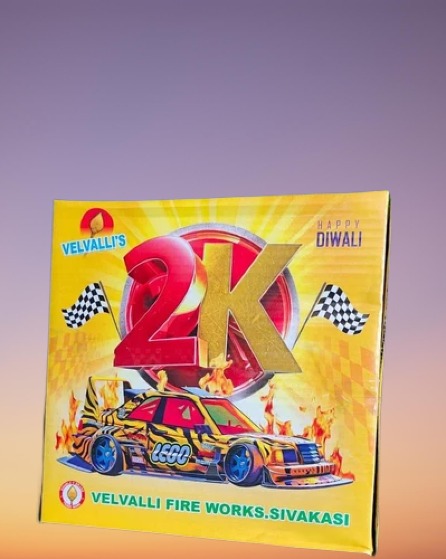 VELVALLI'S
HAPPY
DIWALI
2K
LEGO
VELVALLI FIRE WORKS.SIVAKASI